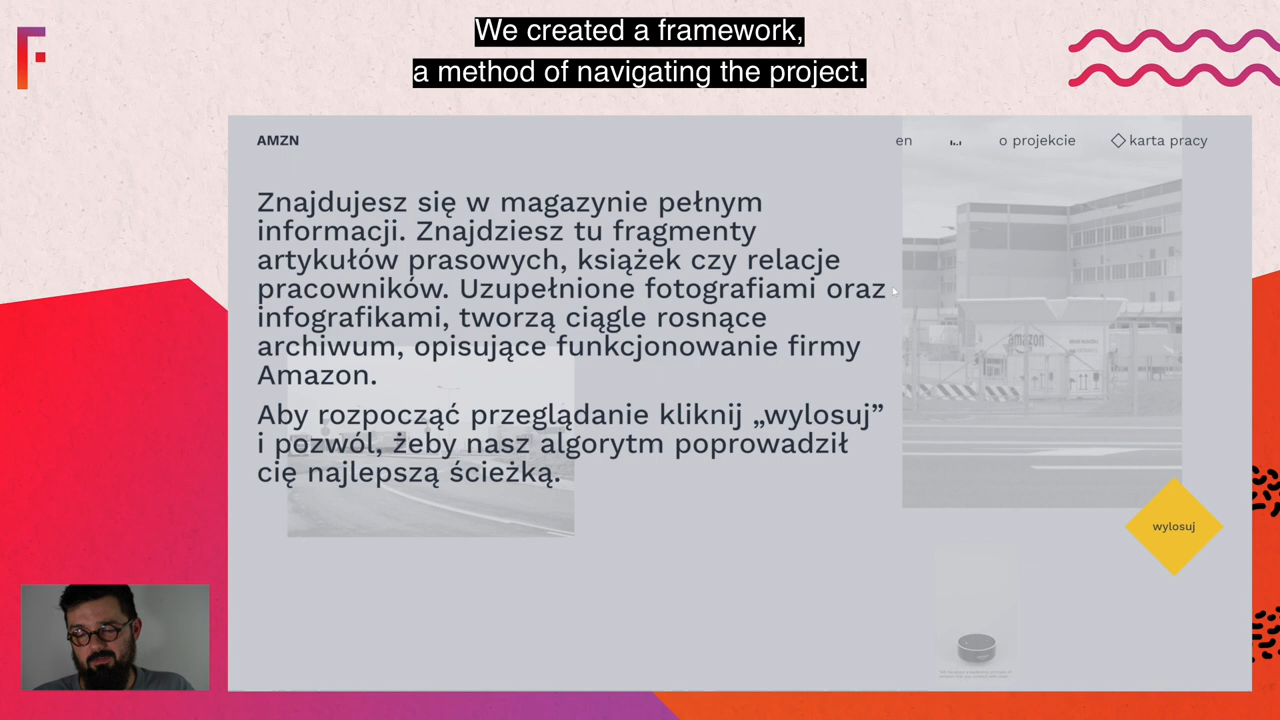 We created a framework,
a method of navigating the project.
AMZN
en
o projekcie
karta pracy
Znajdujesz się w magazynie pełnym
informacji. Znajdziesz tu fragmenty
artykułów prasowych, książek czy relacje
pracowników. Uzupełnione fotografiami oraz
infografikami, tworzą ciągle rosnące
archiwum, opisujące funkcjonowanie firmy
Amazon.
Aby rozpocząć przeglądanie kliknij „wylosuj”
i pozwól, żeby nasz algorytm poprowadził
cię najlepszą ścieżką.
amazon
wylosuj